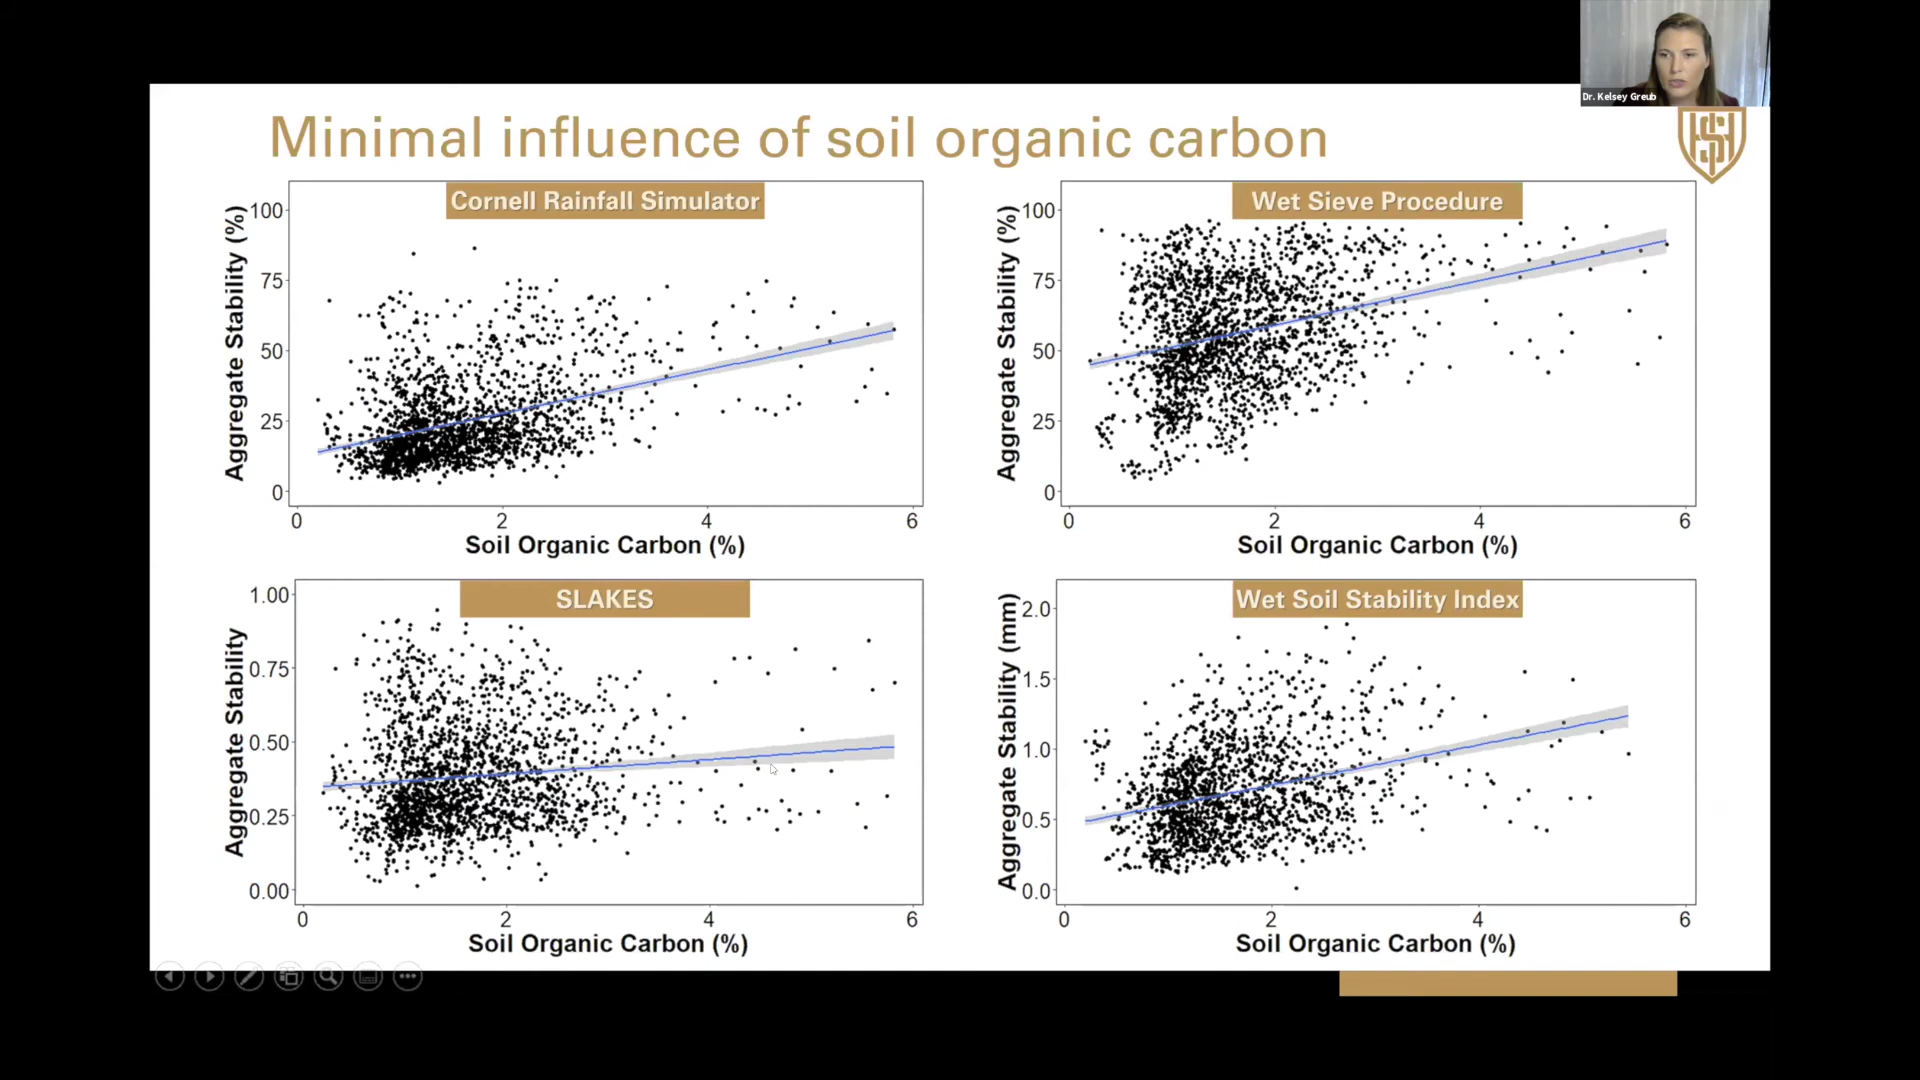 Dr. Kelsey Greub
Minimal influence of soil organic carbon
Cornell Rainfall Simulator
Aggregate Stability (%)
100
75
50
25
0
0 2 4 6
Soil Organic Carbon (%)
Wet Sieve Procedure
Aggregate Stability (%)
100
75
50
25
0
0 2 4 6
Soil Organic Carbon (%)
SLAKES
Aggregate Stability
1.00
0.75
0.50
0.25
0.00
0 2 4 6
Soil Organic Carbon (%)
Wet Soil Stability Index
Aggregate Stability (mm)
2.0
1.5
1.0
0.5
0.0
0 2 4 6
Soil Organic Carbon (%)